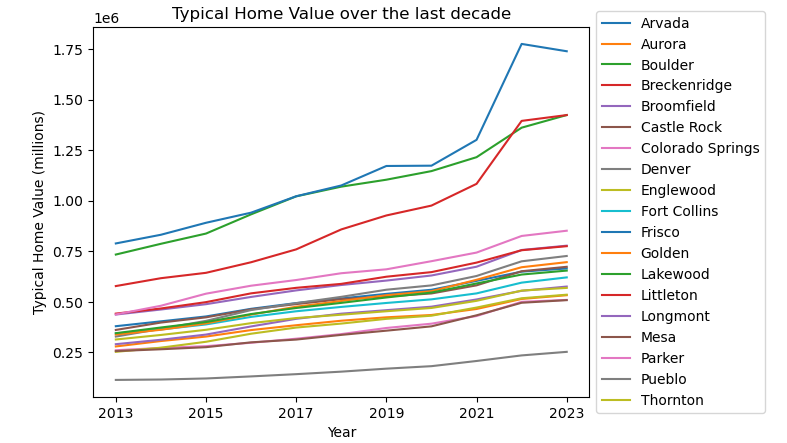 Typical Home Value over the last decade
1e6
1.75
1.50
1.25
1.00
0.75
0.50
0.25
Typical Home Value (millions)
2013
2015
2017
2019
2021
2023
Year
Arvada
Aurora
Boulder
Breckenridge
Broomfield
Castle Rock
Colorado Springs
Denver
Englewood
Fort Collins
Frisco
Golden
Lakewood
Littleton
Longmont
Mesa
Parker
Pueblo
Thornton